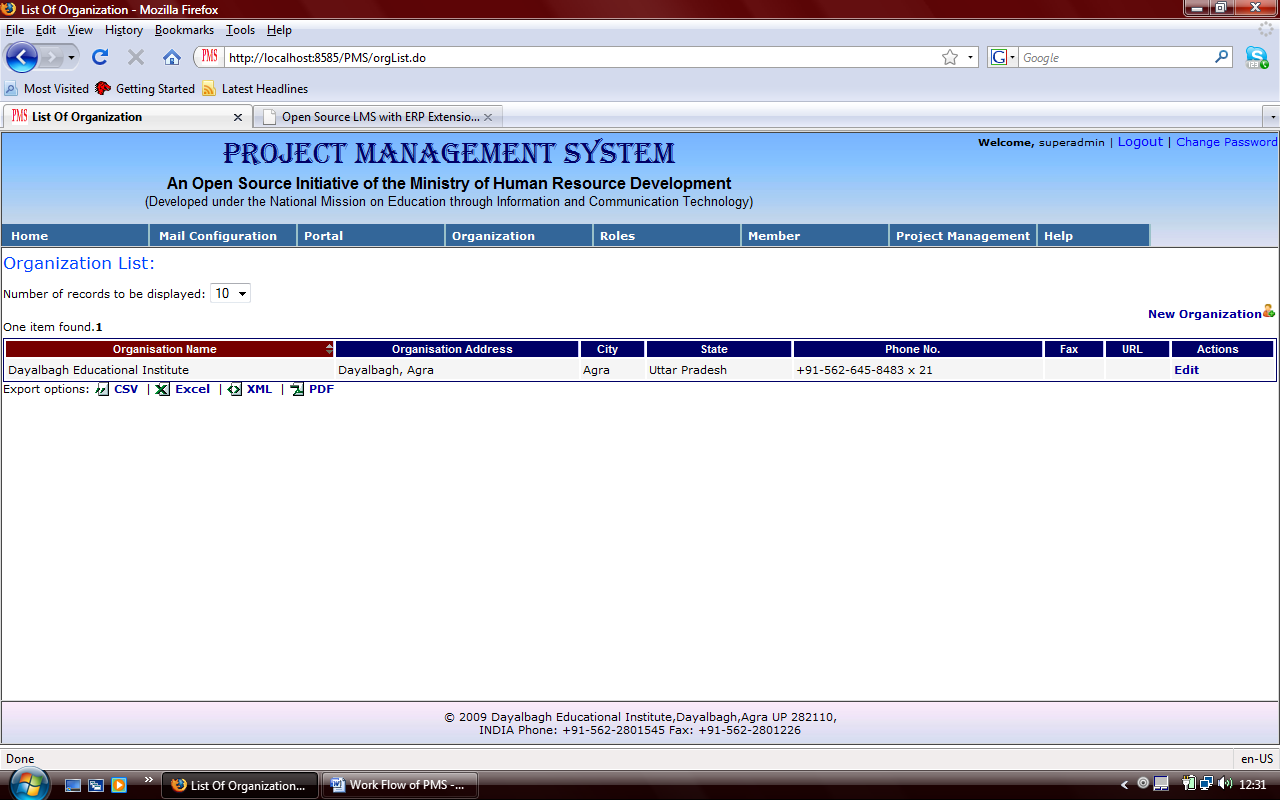 List Of Organization - Mozilla Firefox
File Edit View History Bookmarks Tools Help
PMS http://localhost:8585/PMS/orgList.do G Google
Most Visited Getting Started Latest Headlines
PMS List Of Organization Open Source LMS with ERP Extensio...
Welcome, superadmin | Logout | Change Password
PROJECT MANAGEMENT SYSTEM
An Open Source Initiative of the Ministry of Human Resource Development
(Developed under the National Mission on Education through Information and Communication Technology)
Home Mail Configuration Portal Organization Roles Member Project Management Help
Organization List:
Number of records to be displayed: 10
New Organization
One item found.1
Organisation Name Organisation Address City State Phone No. Fax URL Actions
Dayalbagh Educational Institute Dayalbagh, Agra Agra Uttar Pradesh +91-562-645-8483 x 21 Edit
Export options: CSV | Excel | XML | PDF
© 2009 Dayalbagh Educational Institute,Dayalbagh,Agra UP 282110,
INDIA Phone: +91-562-2801545 Fax: +91-562-2801226
Done en-US
» List Of Organization... Work Flow of PMS -... < 12:31